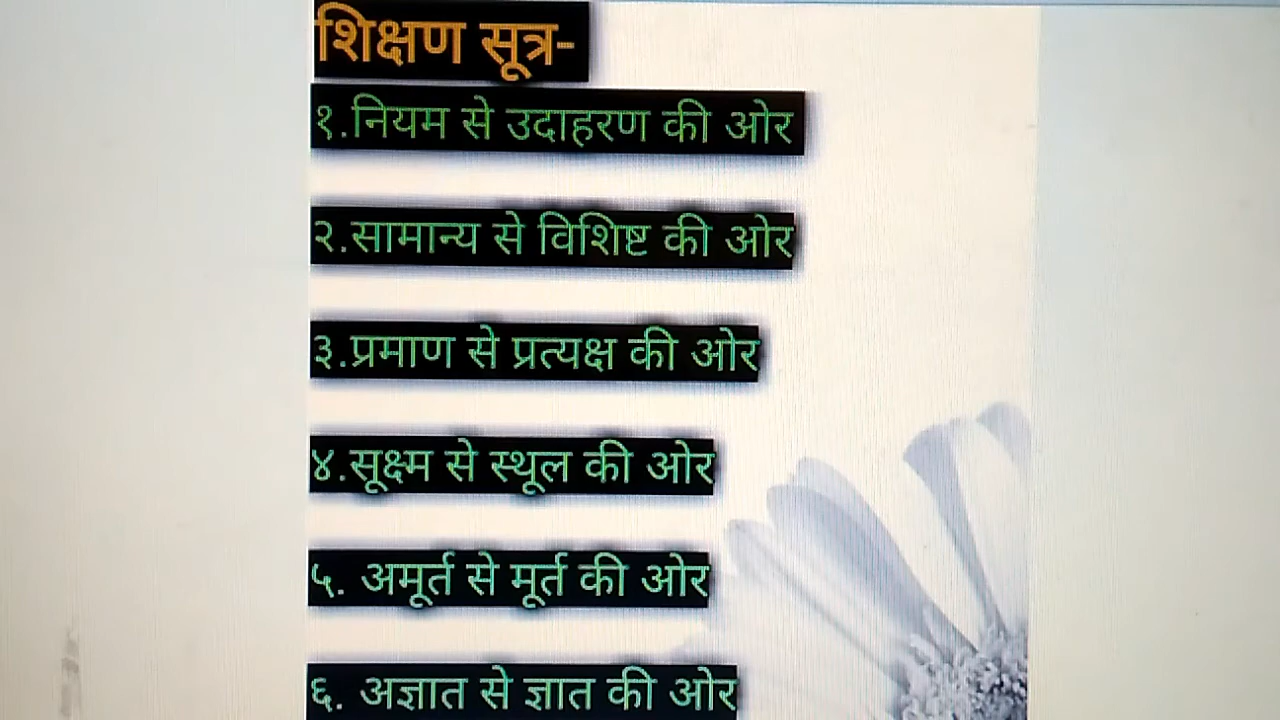 शिक्षण सूत्र-
१.नियम से उदाहरण की ओर
२.सामान्य से विशिष्ट की ओर
३.प्रमाण से प्रत्यक्ष की ओर
४.सूक्ष्म से स्थूल की ओर
५. अमूर्त से मूर्त की ओर
६. अज्ञात से ज्ञात की ओर